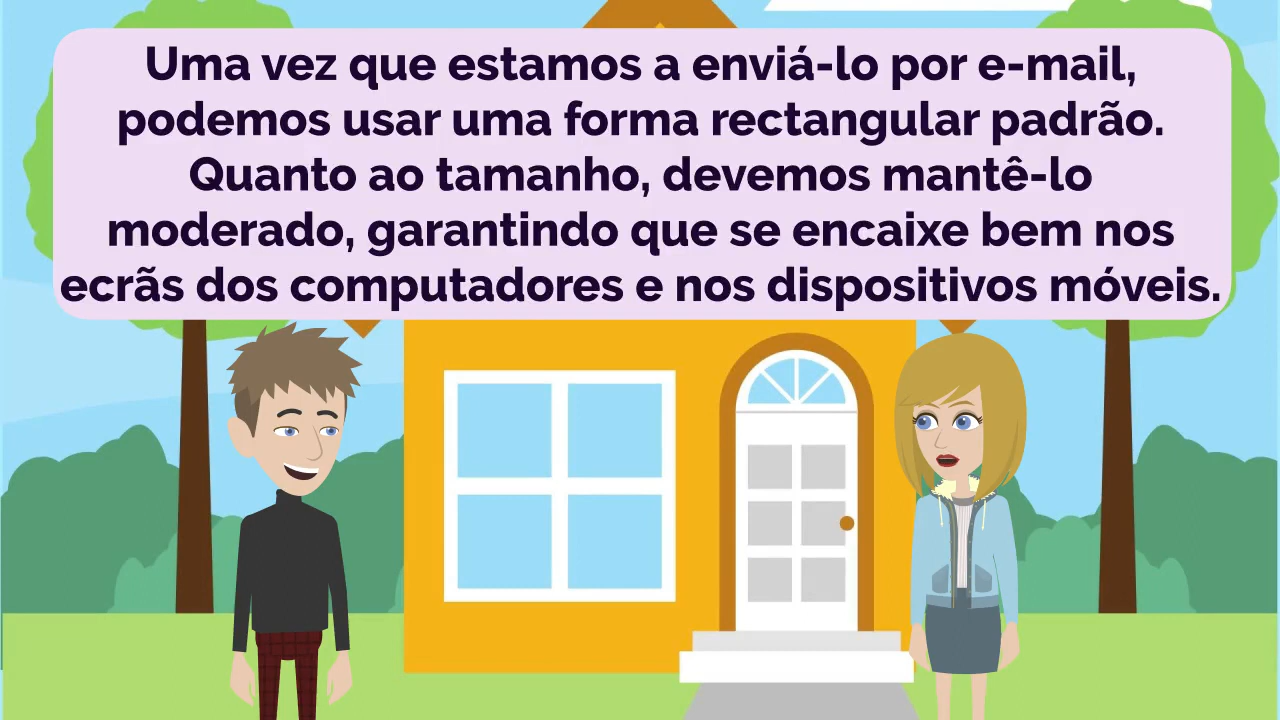 Uma vez que estamos a enviá-lo por e-mail,
podemos usar uma forma rectangular padrão.
Quanto ao tamanho, devemos mantê-lo
moderado, garantindo que se encaixe bem nos
ecrãs dos computadores e nos dispositivos móveis.